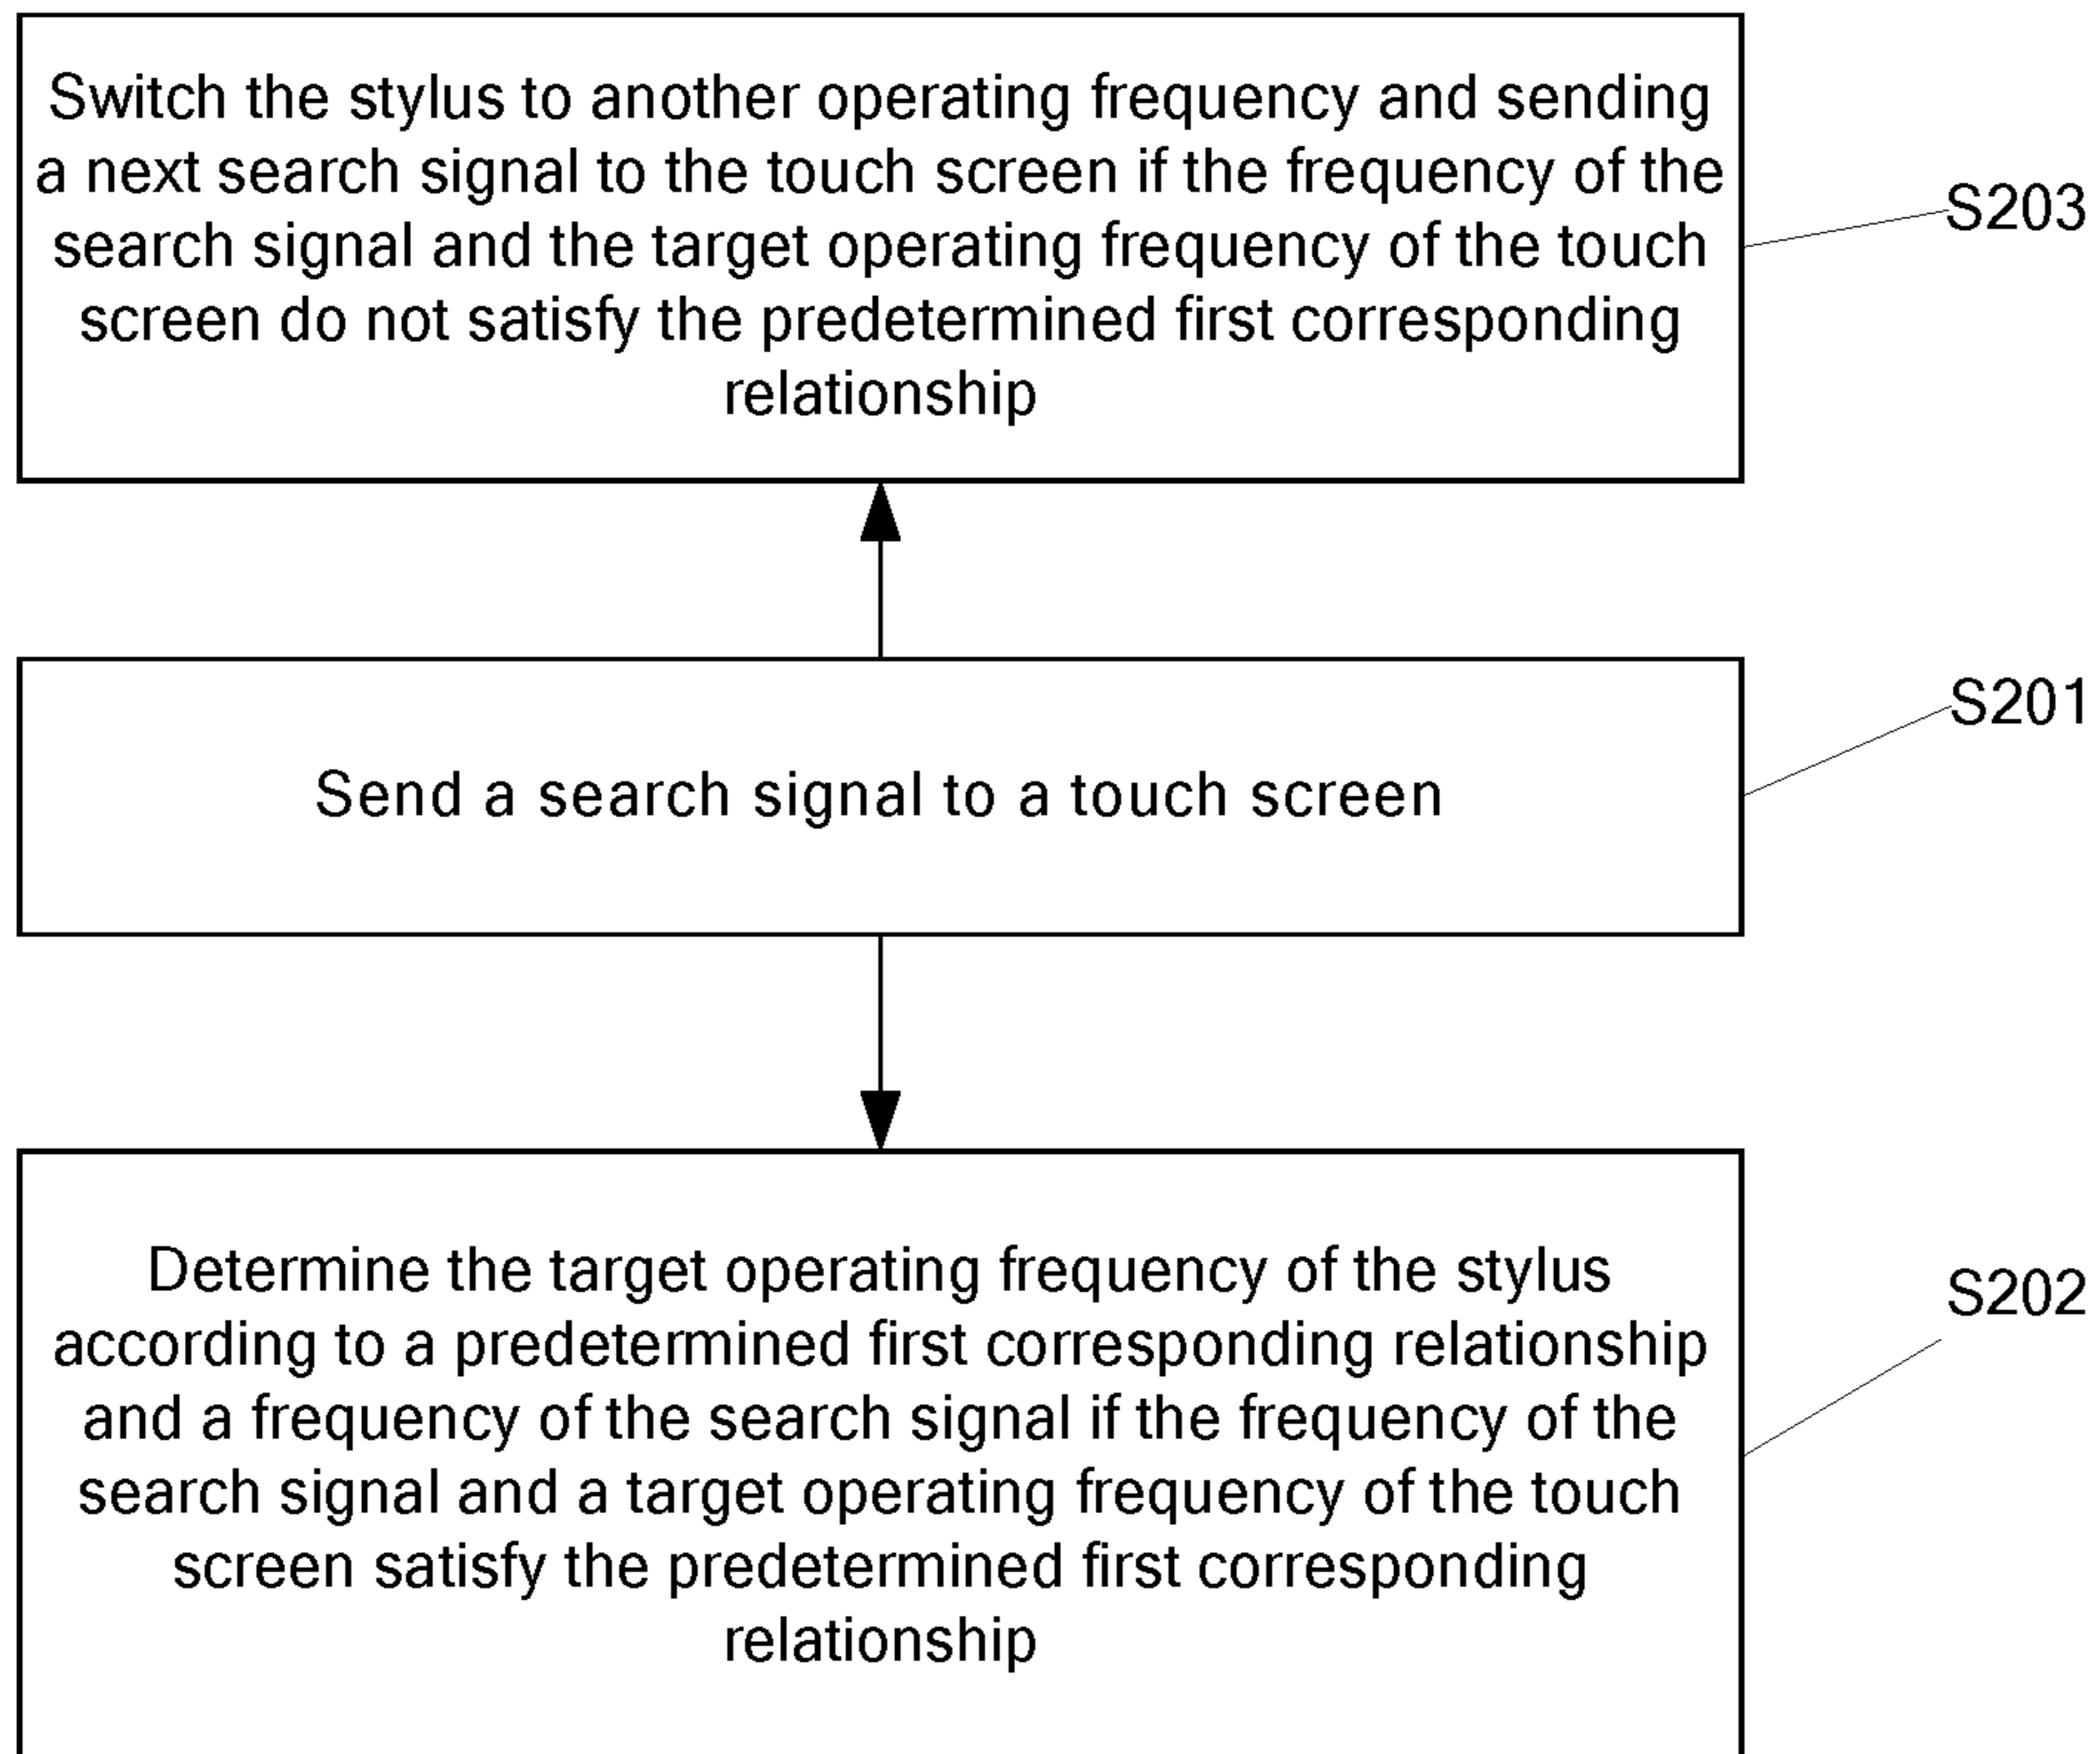 Switch the stylus to another operating frequency and sending
a next search signal to the touch screen if the frequency of the
search signal and the target operating frequency of the touch
screen do not satisfy the predetermined first corresponding
relationship
S203
Send a search signal to a touch screen
S201
Determine the target operating frequency of the stylus
according to a predetermined first corresponding relationship
and a frequency of the search signal if the frequency of the
search signal and a target operating frequency of the touch
screen satisfy the predetermined first corresponding
relationship
S202